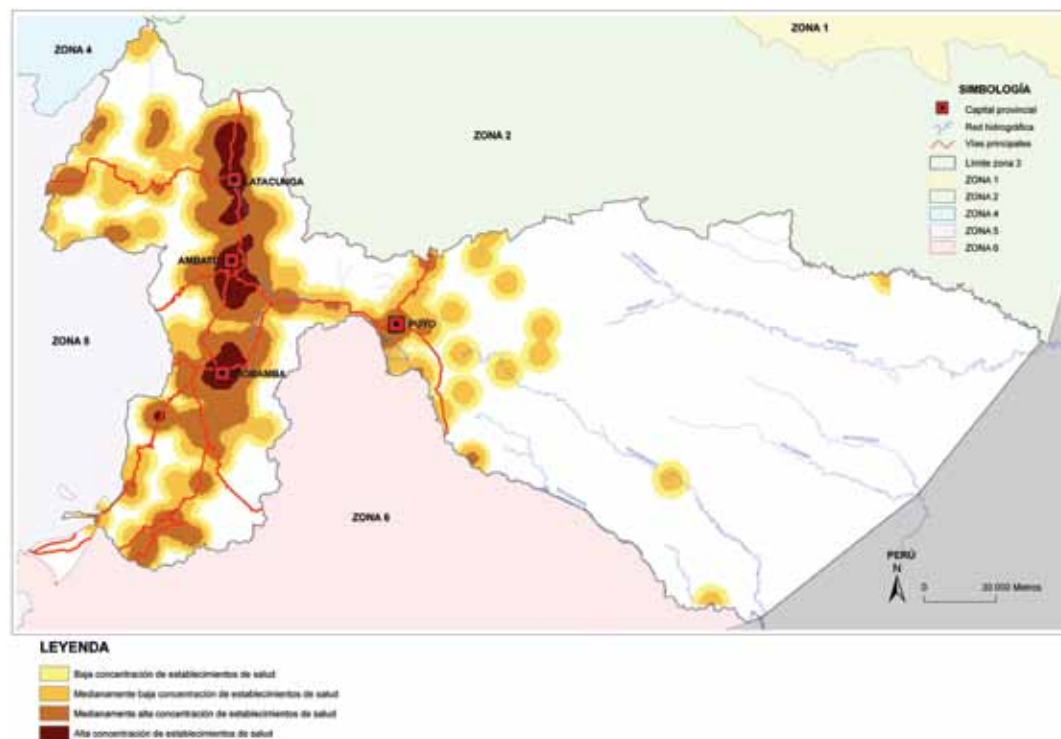 ZONA 4
ZONA 1
SIMBOLOGÍA
Capital provincial
Red hidrográfica
Vías principales
Límite zona 3
ZONA 1
ZONA 2
ZONA 4
ZONA 5
ZONA 6
ZONA 2
LATACUNGA
AMBATO
PUYO
ZONA 5
RIOBAMBA
ZONA 6
PERÚ
N
0
20.000 Metros
LEYENDA
Baja concentración de establecimientos de salud
Medianamente baja concentración de establecimientos de salud
Medianamente alta concentración de establecimientos de salud
Alta concentración de establecimientos de salud